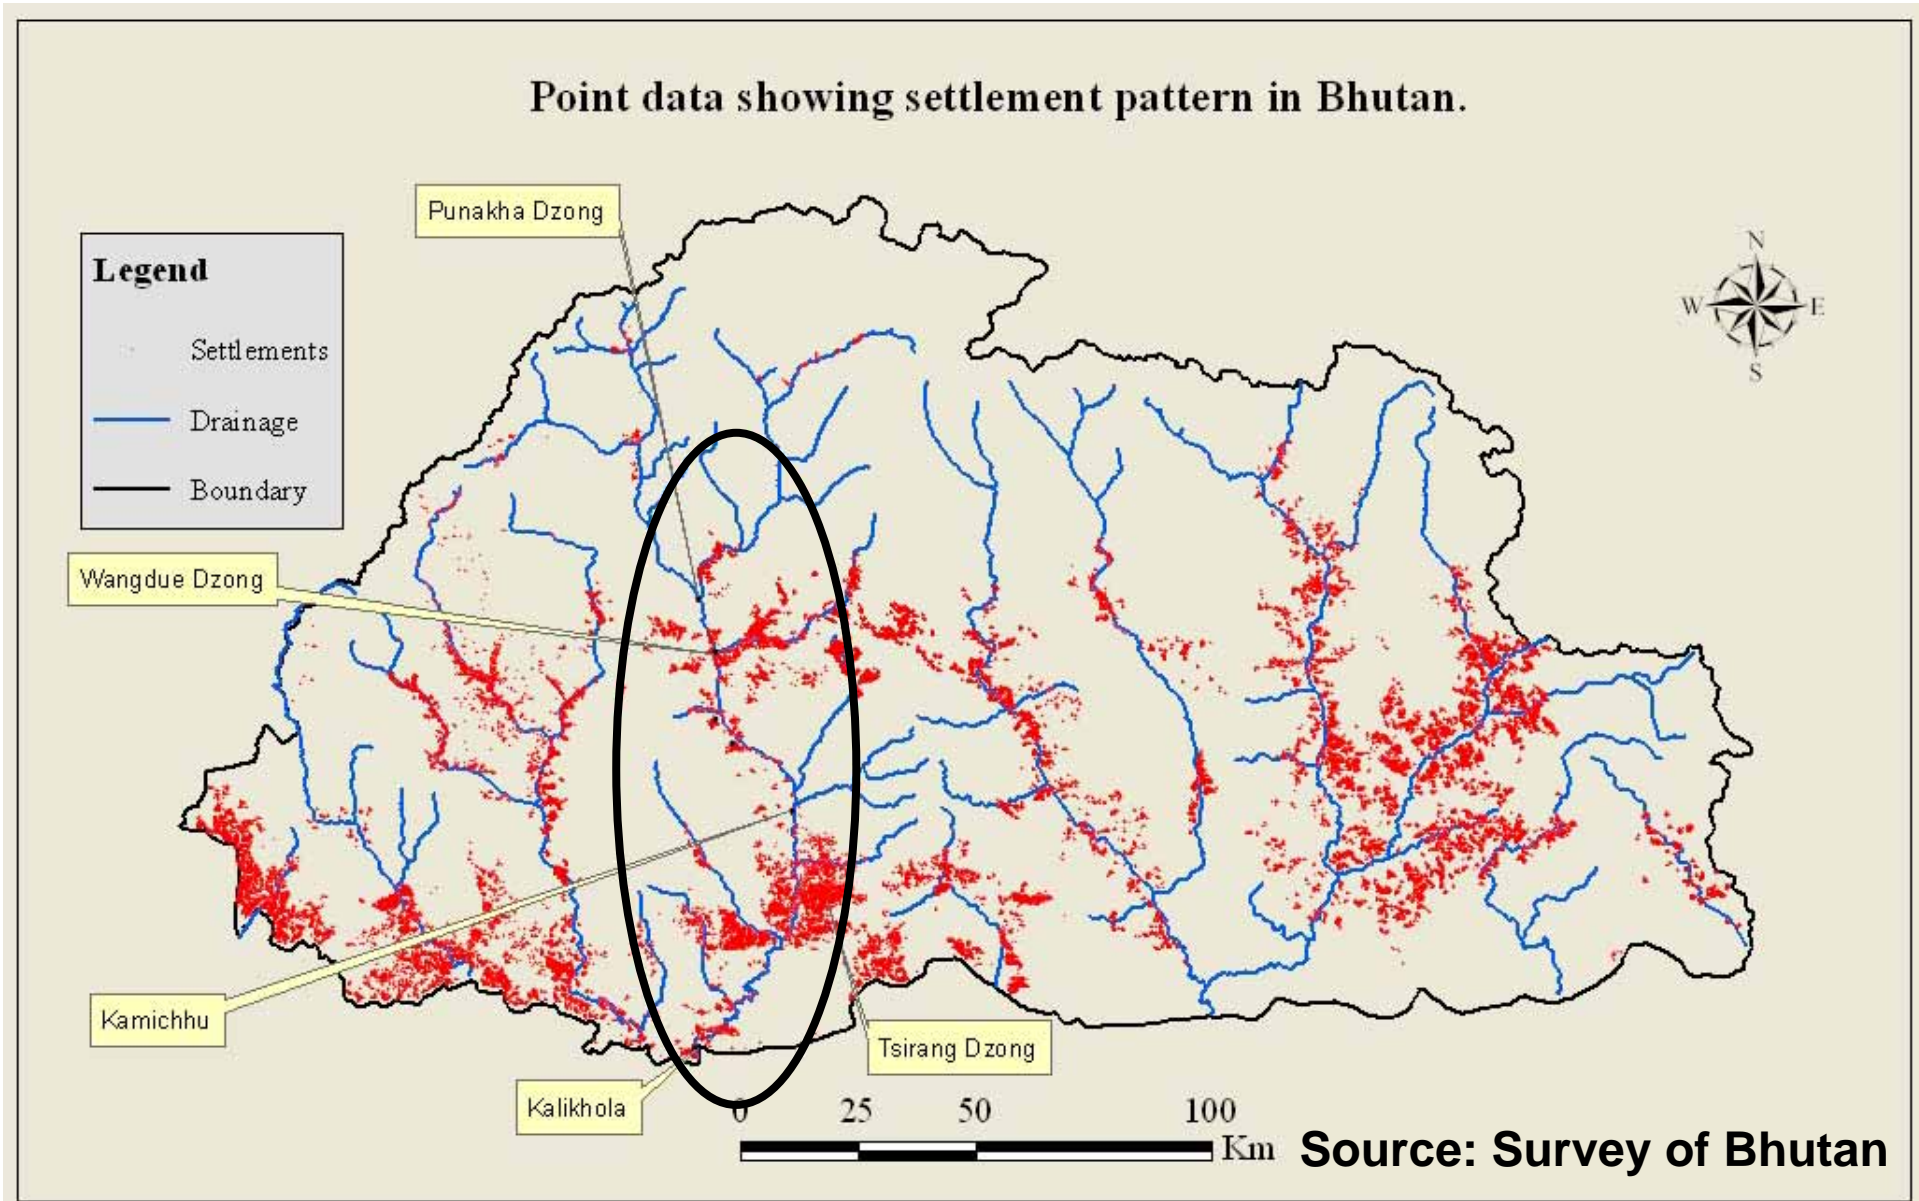 Point data showing settlement pattern in Bhutan.
Punakha Dzong
Legend
Settlements
Drainage
Boundary
N
W
E
S
Wangdue Dzong
Kamichhu
Tsirang Dzong
Kalikhola
0 25 50 100
Km
Source: Survey of Bhutan